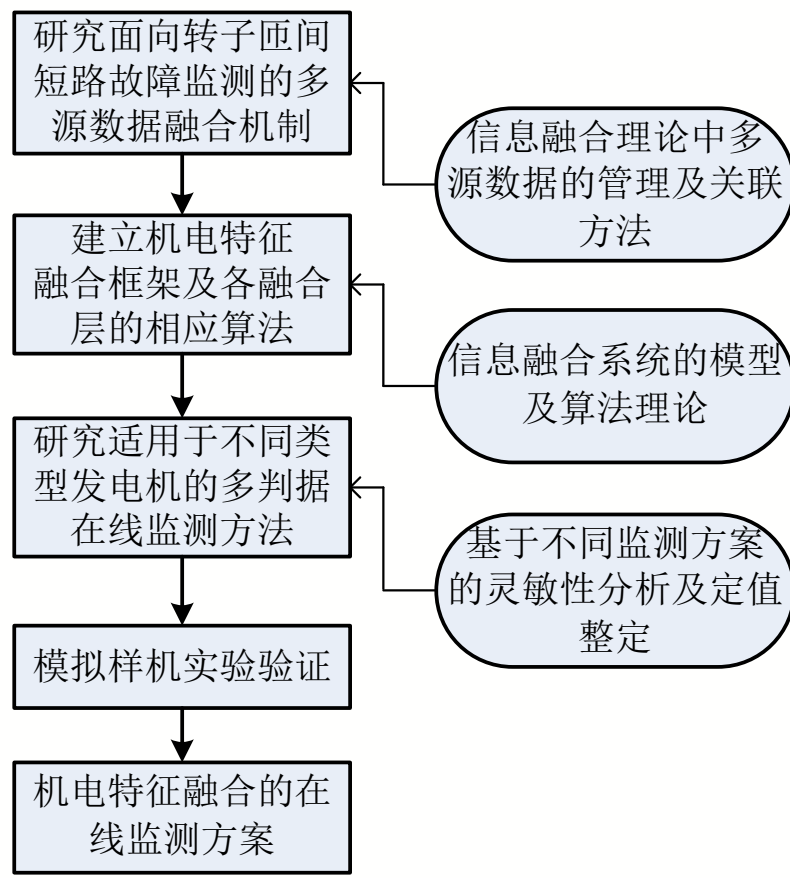 研究面向转子匝间
短路故障监测的多
源数据融合机制
信息融合理论中多
源数据的管理及关联
方法
建立机电特征
融合框架及各融合
层的相应算法
信息融合系统的模型
及算法理论
研究适用于不同类
型发电机的多判据
在线监测方法
基于不同监测方案
的灵敏性分析及定值
整定
模拟样机实验验证
机电特征融合的在
线监测方案